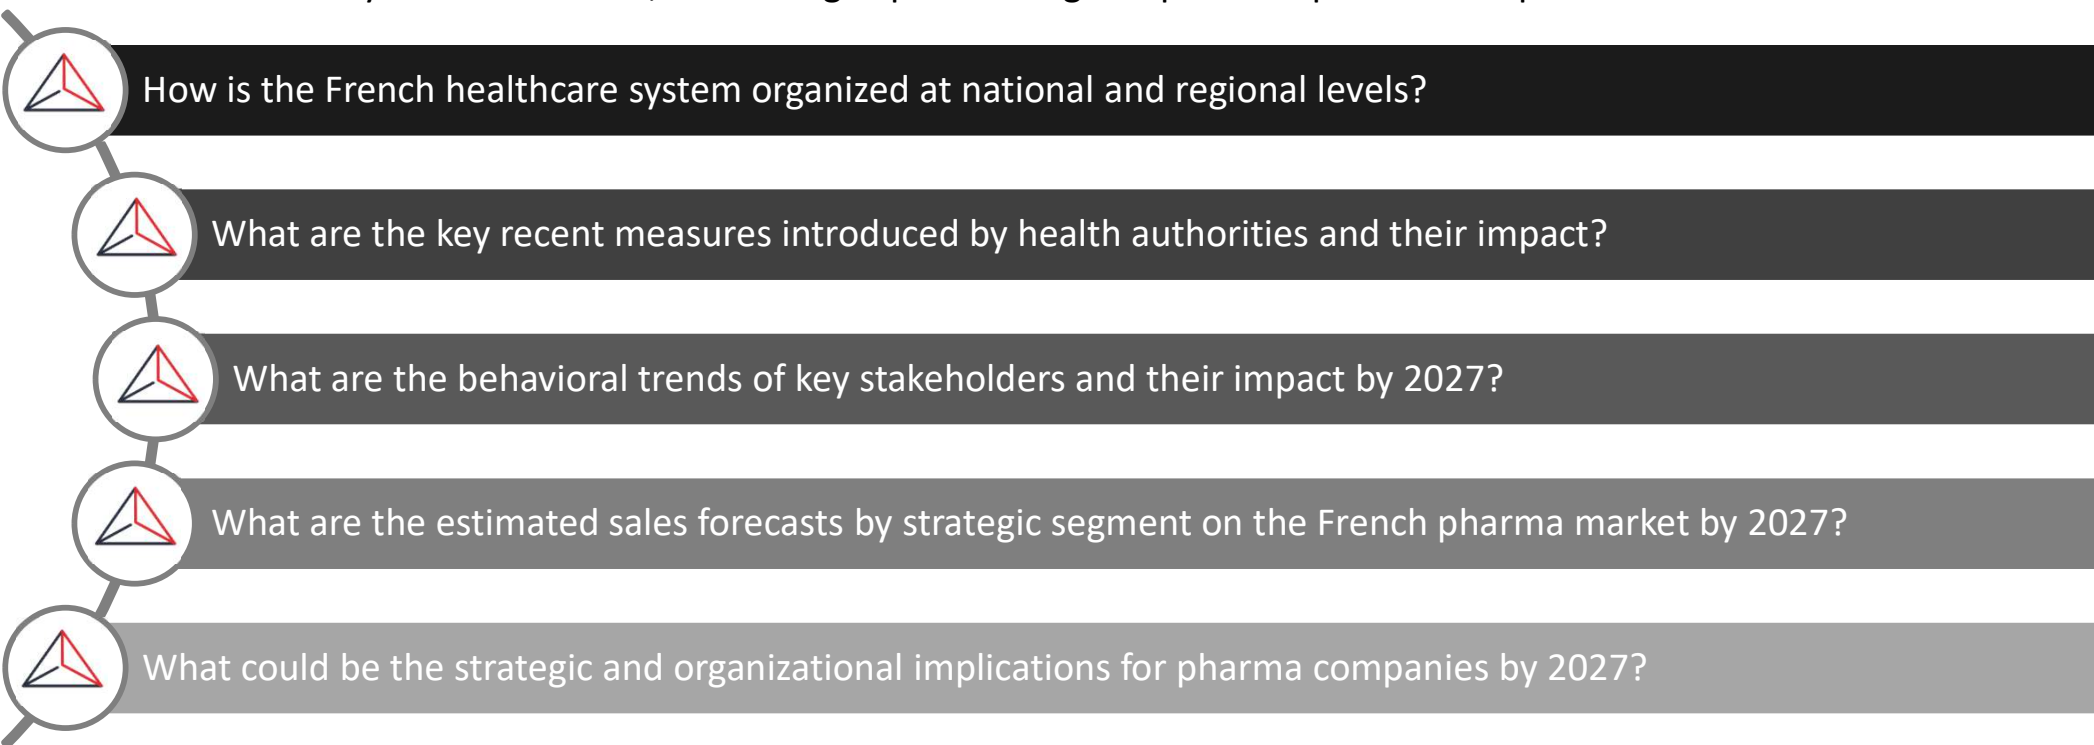 How is the French healthcare system organized at national and regional levels?
What are the key recent measures introduced by health authorities and their impact?
What are the behavioral trends of key stakeholders and their impact by 2027?
What are the estimated sales forecasts by strategic segment on the French pharma market by 2027?
What could be the strategic and organizational implications for pharma companies by 2027?